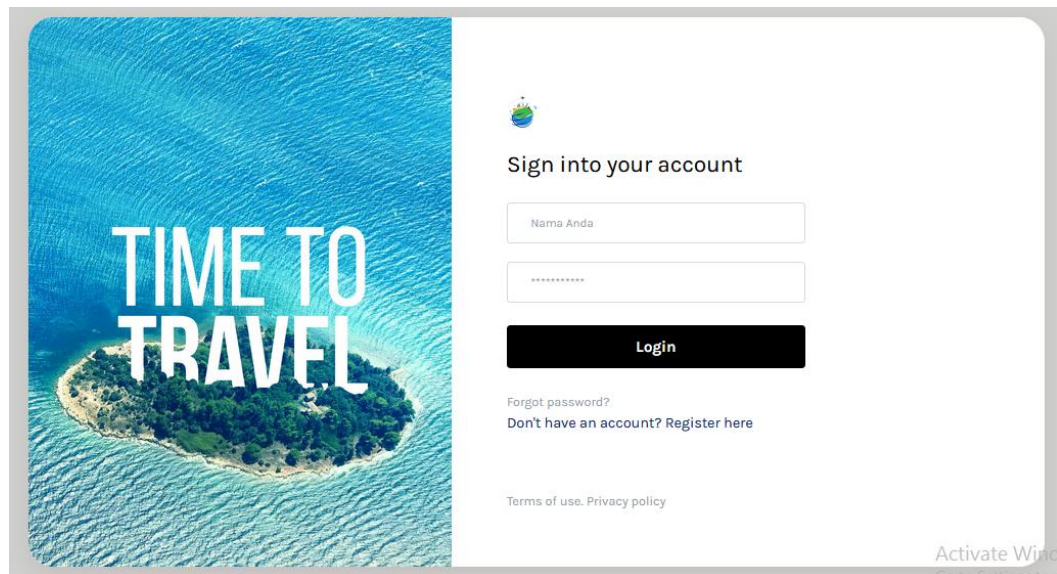 TIME TO
TRAVEL
Sign into your account
Nama Anda
***********
Login
Forgot password?
Don't have an account? Register here
Terms of use. Privacy policy
Activate